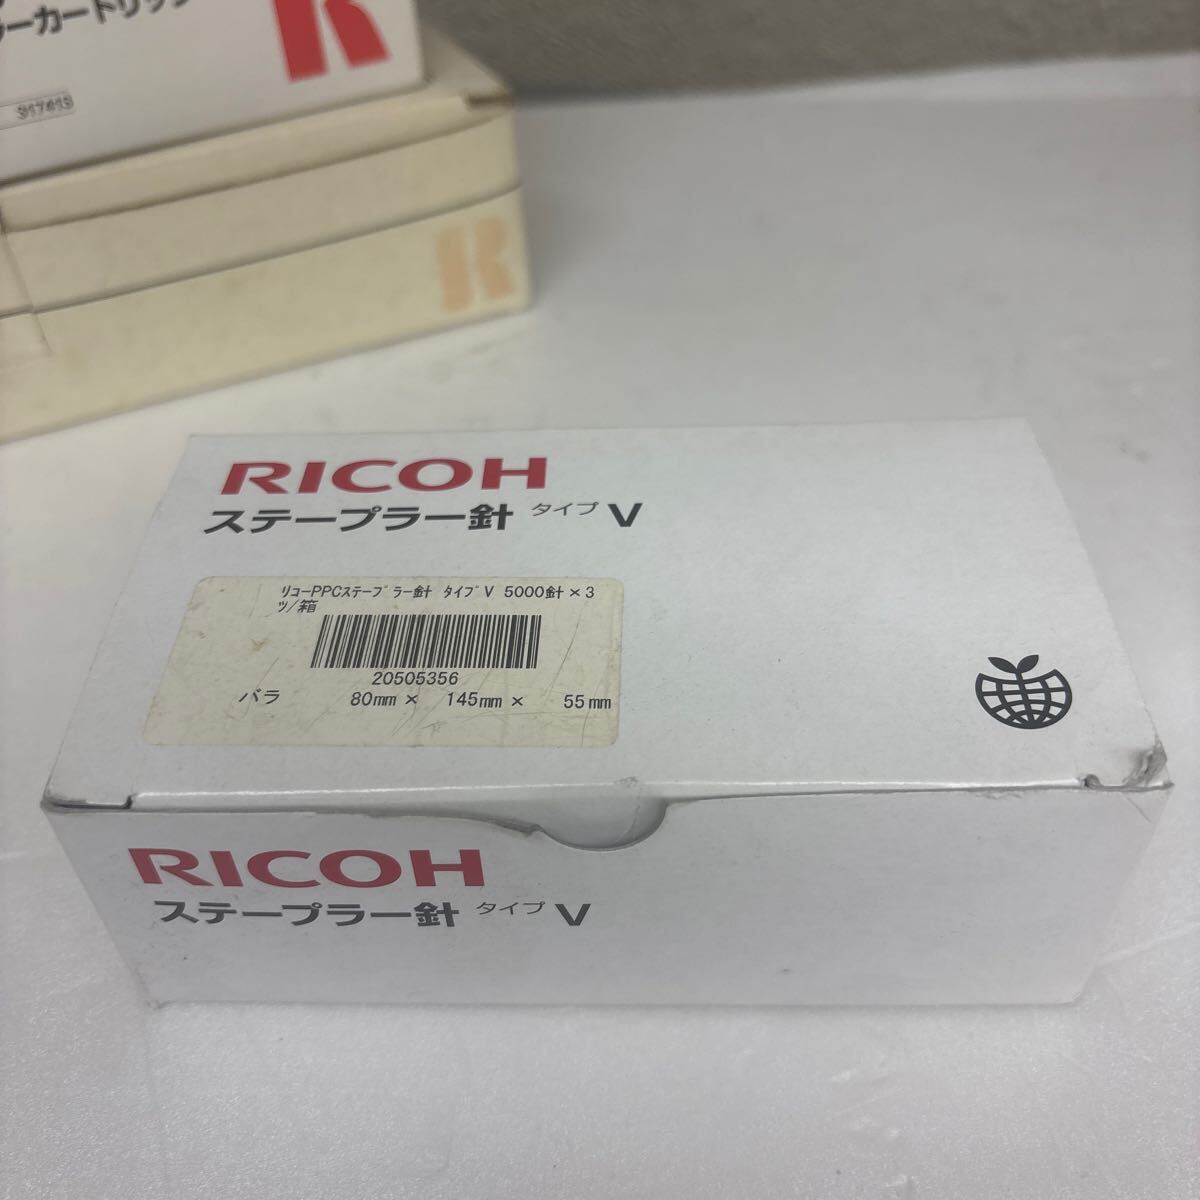 ーカートリッジ
317413
RICOH
ステープラー針 タイプ V
ﾘｺｰPPCｽﾃｰﾌﾟﾗｰ針 ﾀｲﾌﾟV 5000針×3
ﾂ/箱
20505356
バラ 80mm × 145mm × 55mm
RICOH
ステープラー針 タイプ V